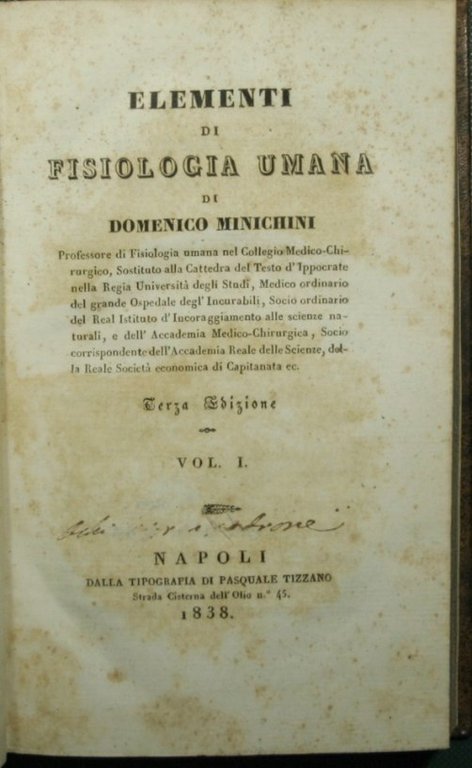 ELEMENTI
DI
FISIOLOGIA UMANA
DI
DOMENICO MINICHINI
Professore di Fisiologia umana nel Collegio Medico-Chi-
rurgico, Sostituto alla Cattedra del Testo d'Ippocrate
nella Regia Università degli Studî, Medico ordinario
del grande Ospedale degl'Incurabili, Socio ordinario
del Real Istituto d'Incoraggiamento alle scienze na-
turali, e dell'Accademia Medico-Chirurgica, Socio
corrispondente dell'Accademia Reale delle Scienze, del-
la Reale Società economica di Capitanata ec.
Terza Edizione
VOL. I.
NAPOLI
DALLA TIPOGRAFIA DI PASQUALE TIZZANO
Strada Cisterna dell'Olio n.° 45.
1838.